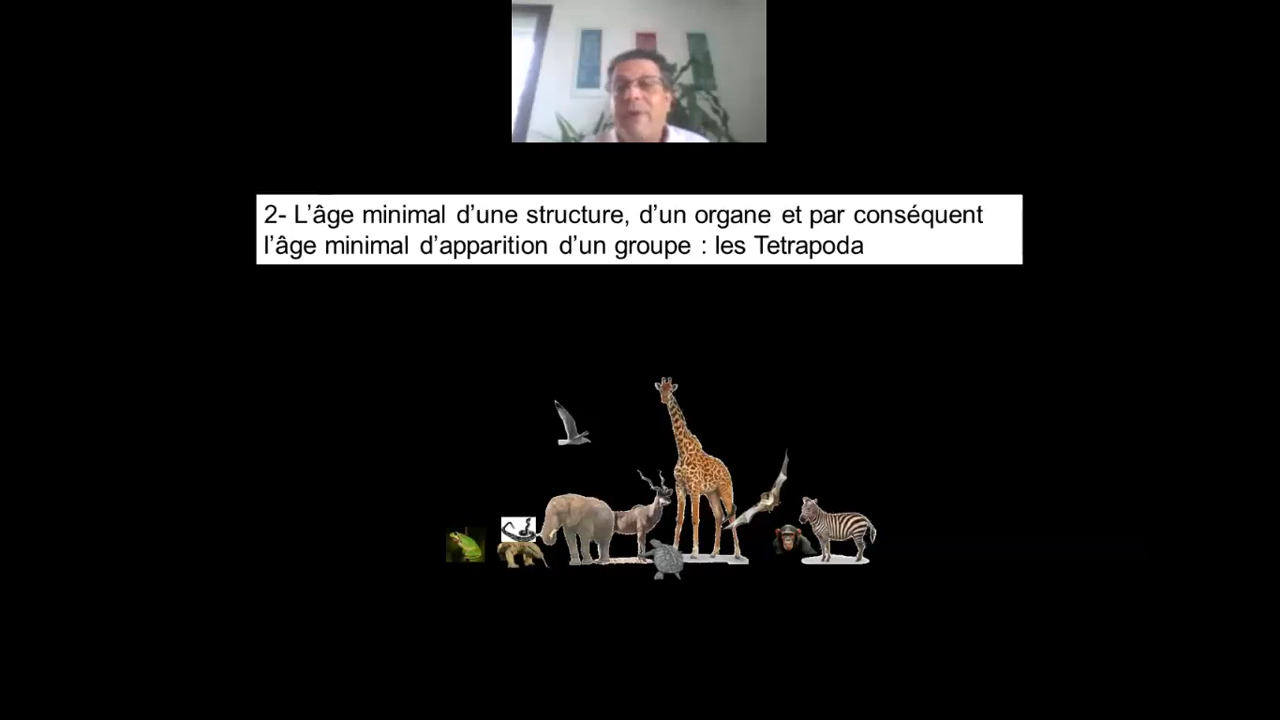 2- L’âge minimal d’une structure, d’un organe et par conséquent
l’âge minimal d’apparition d’un groupe : les Tetrapoda